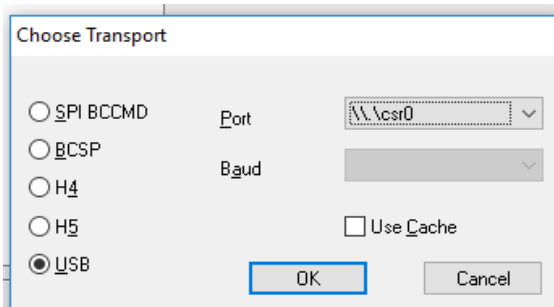 Choose Transport
SPI BCCMD
Port
\\.\csr0
BCSP
Baud
H4
H5
Use Cache
USB
OK
Cancel